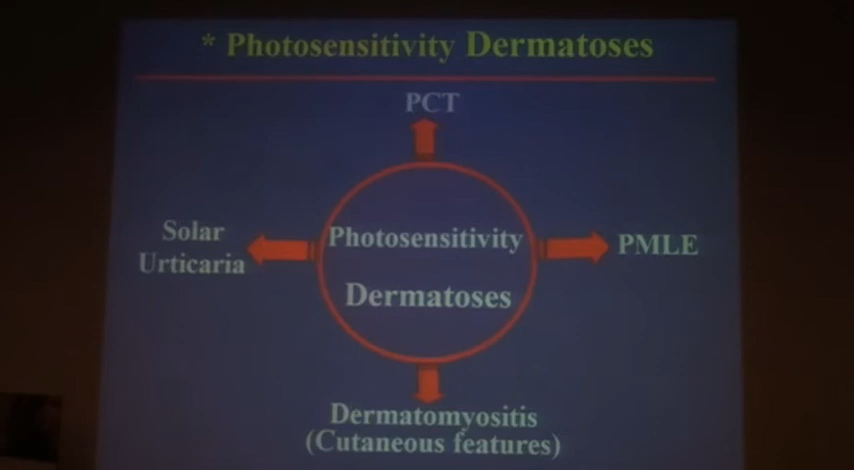 * Photosensitivity Dermatoses
PCT
Solar
Urticaria
Photosensitivity
Dermatoses
PMLE
Dermatomyositis
(Cutaneous features)